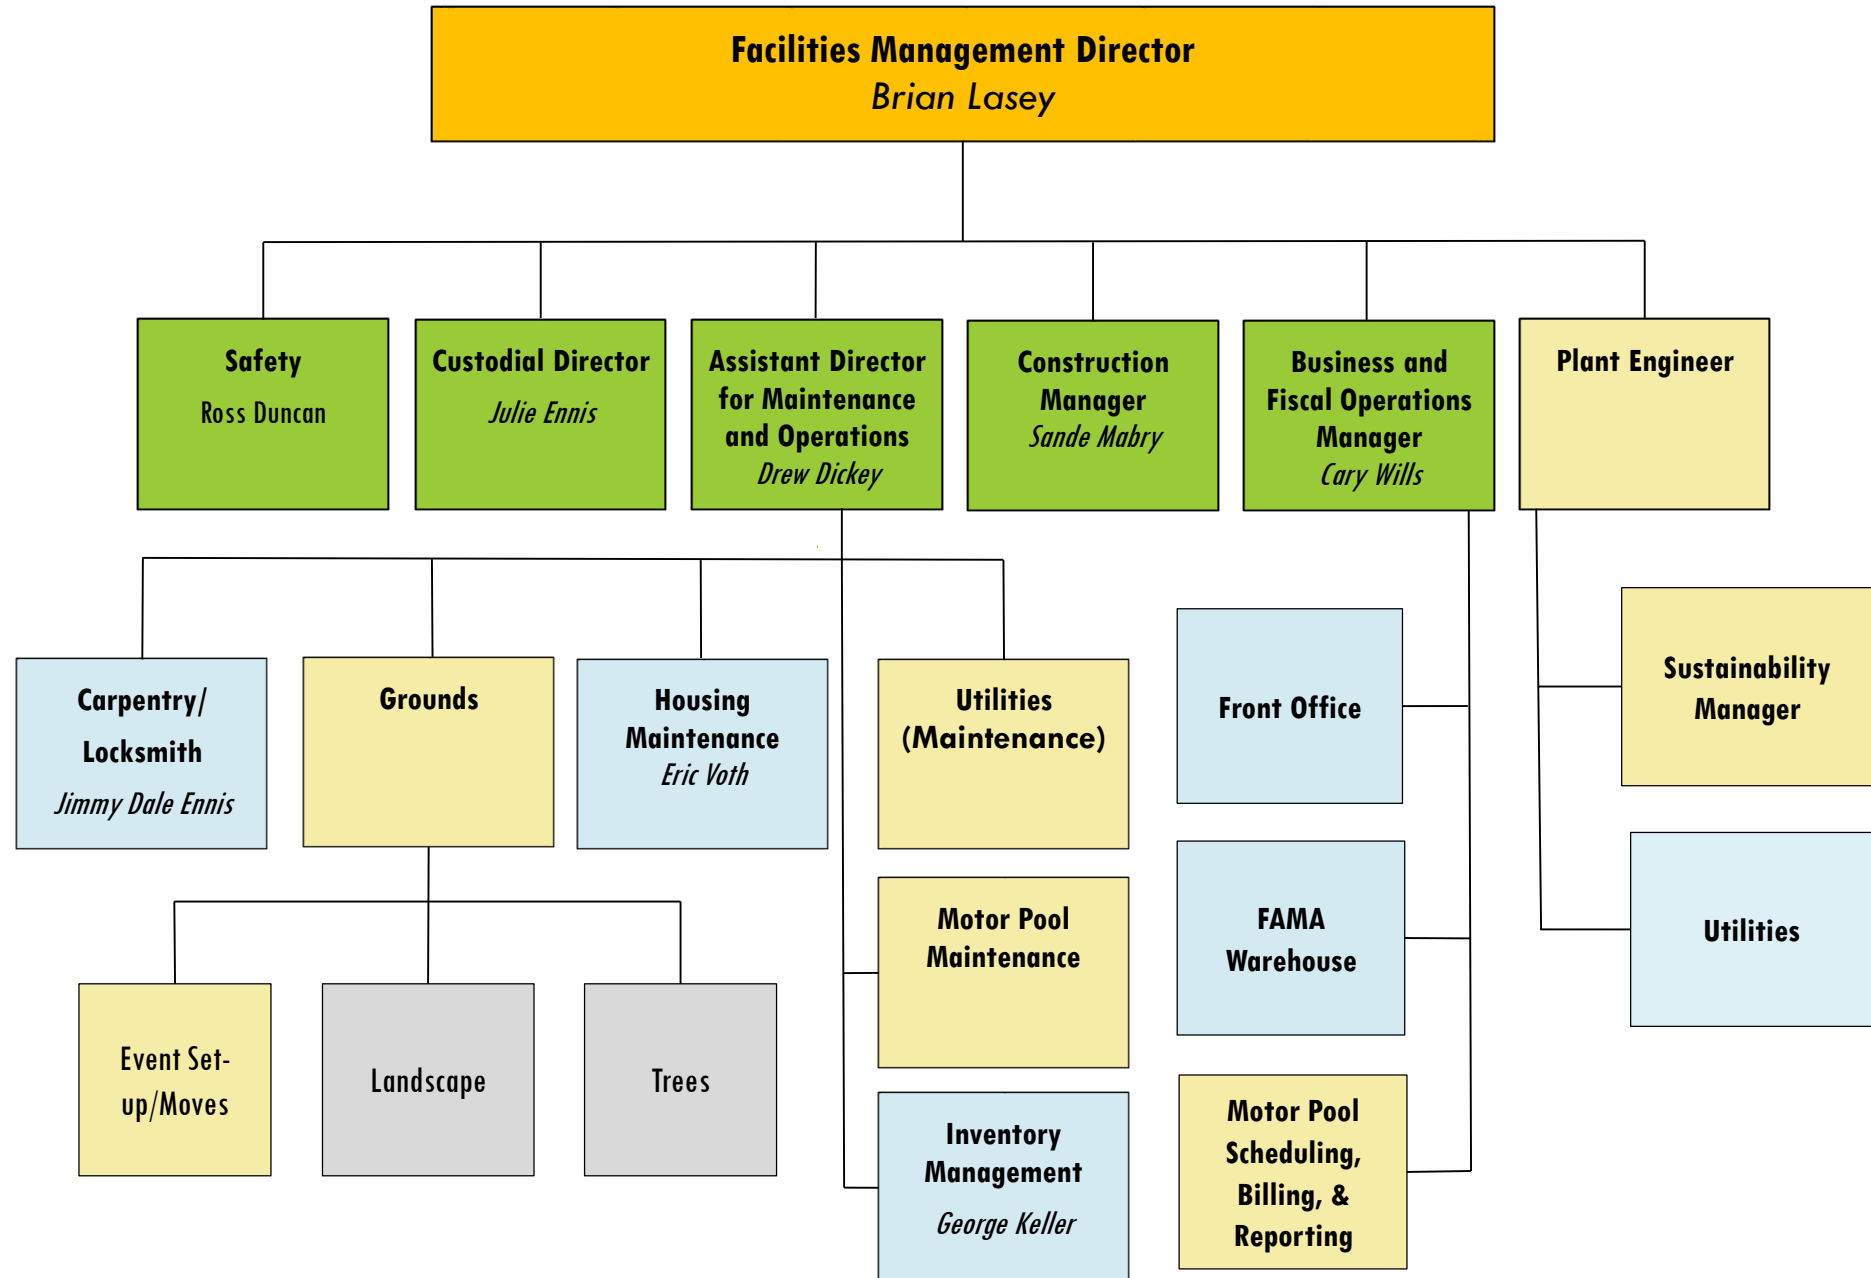 Facilities Management Director
Brian Lasey
Safety
Ross Duncan
Custodial Director
Julie Ennis
Assistant Director
for Maintenance
and Operations
Drew Dickey
Construction
Manager
Sande Mabry
Business and
Fiscal Operations
Manager
Cary Wills
Plant Engineer
Carpentry/
Locksmith
Jimmy Dale Ennis
Grounds
Housing
Maintenance
Eric Voth
Utilities
(Maintenance)
Front Office
Sustainability
Manager
Motor Pool
Maintenance
FAMA
Warehouse
Utilities
Event Set-
up/Moves
Landscape
Trees
Inventory
Management
George Keller
Motor Pool
Scheduling,
Billing, &
Reporting